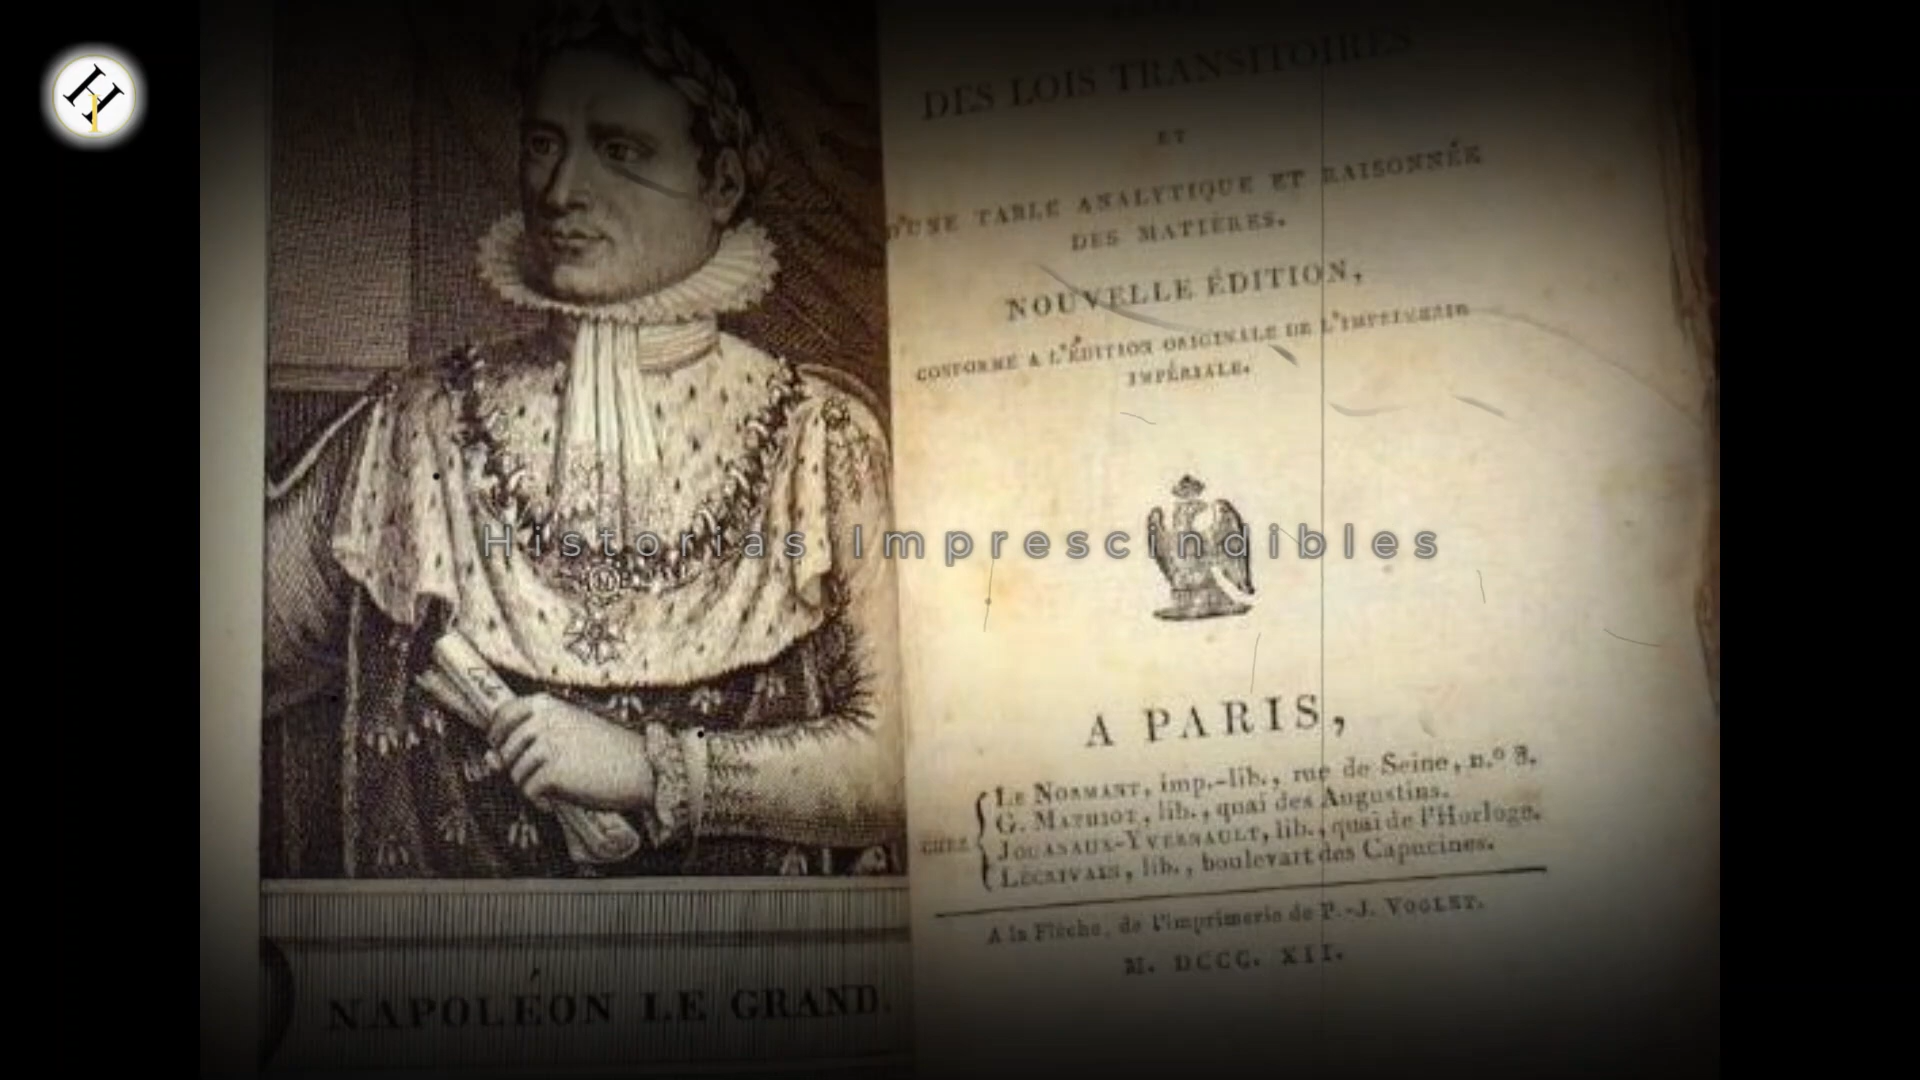 DES LOIS TRANSITOIRES
ET
D'UNE TABLE ANALYTIQUE ET RAISONNÉE
DES MATIÈRES.
NOUVELLE ÉDITION,
CONFORME A L'ÉDITION ORIGINALE DE L'IMPRIMERIE
IMPÉRIALE.
Historias Imprescindibles
A PARIS,
CHEZ
LE NORMANT, imp.-lib., rue de Seine, n.º 8.
G. MATHIOT, lib., quai des Augustins.
JOUANAUX-YVERNAULT, lib., quai de l'Horloge.
LECRIVAIN, lib., boulevart des Capucines.
A la Flèche, de l'imprimerie de P.-J. VOGLET.
M. DCCC. XII.
NAPOLÉON LE GRAND.